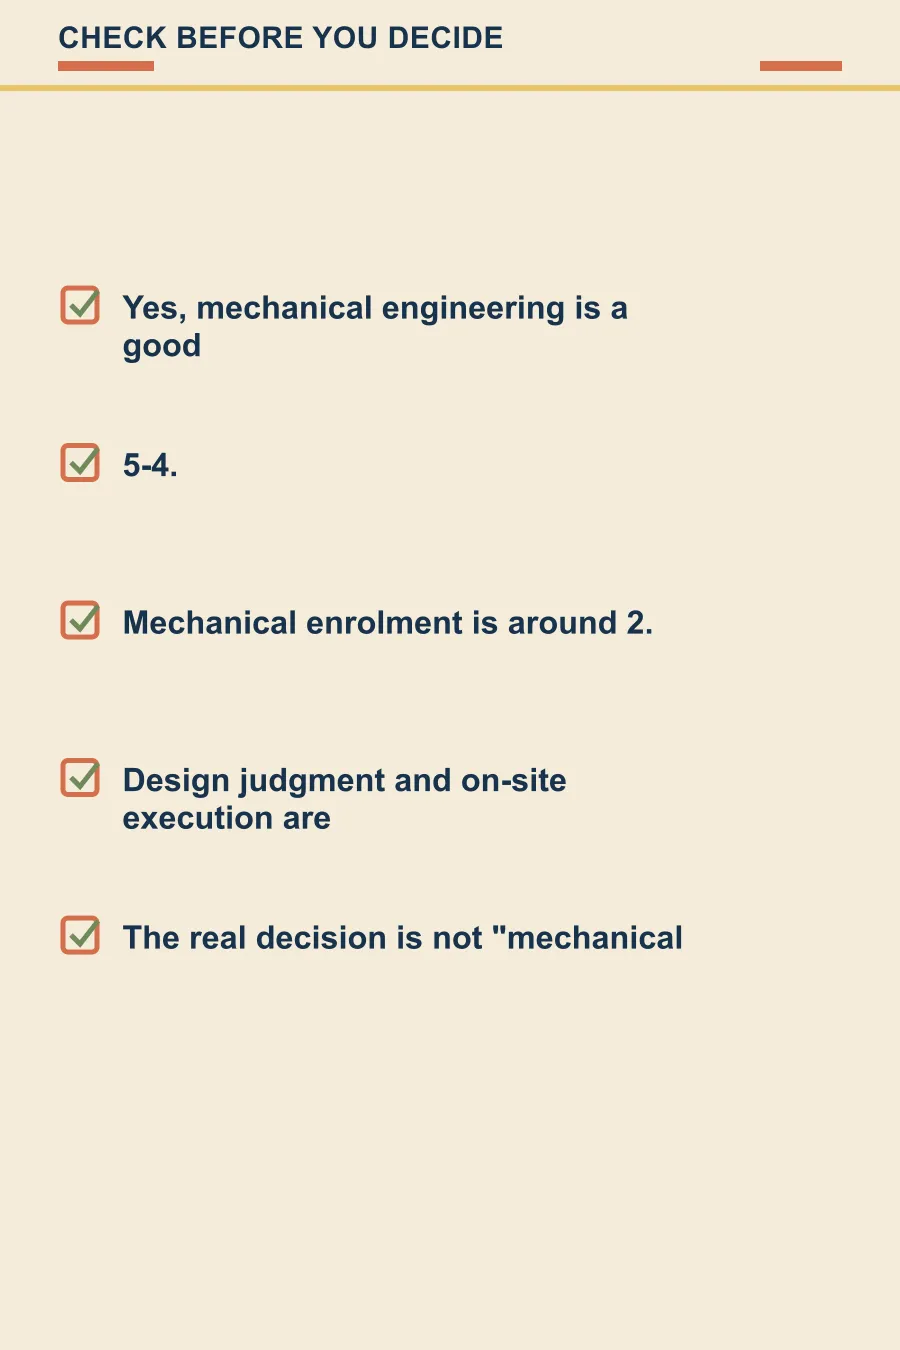 CHECK BEFORE YOU DECIDE
Yes, mechanical engineering is a
good
5-4.
Mechanical enrolment is around 2.
Design judgment and on-site
execution are
The real decision is not "mechanical